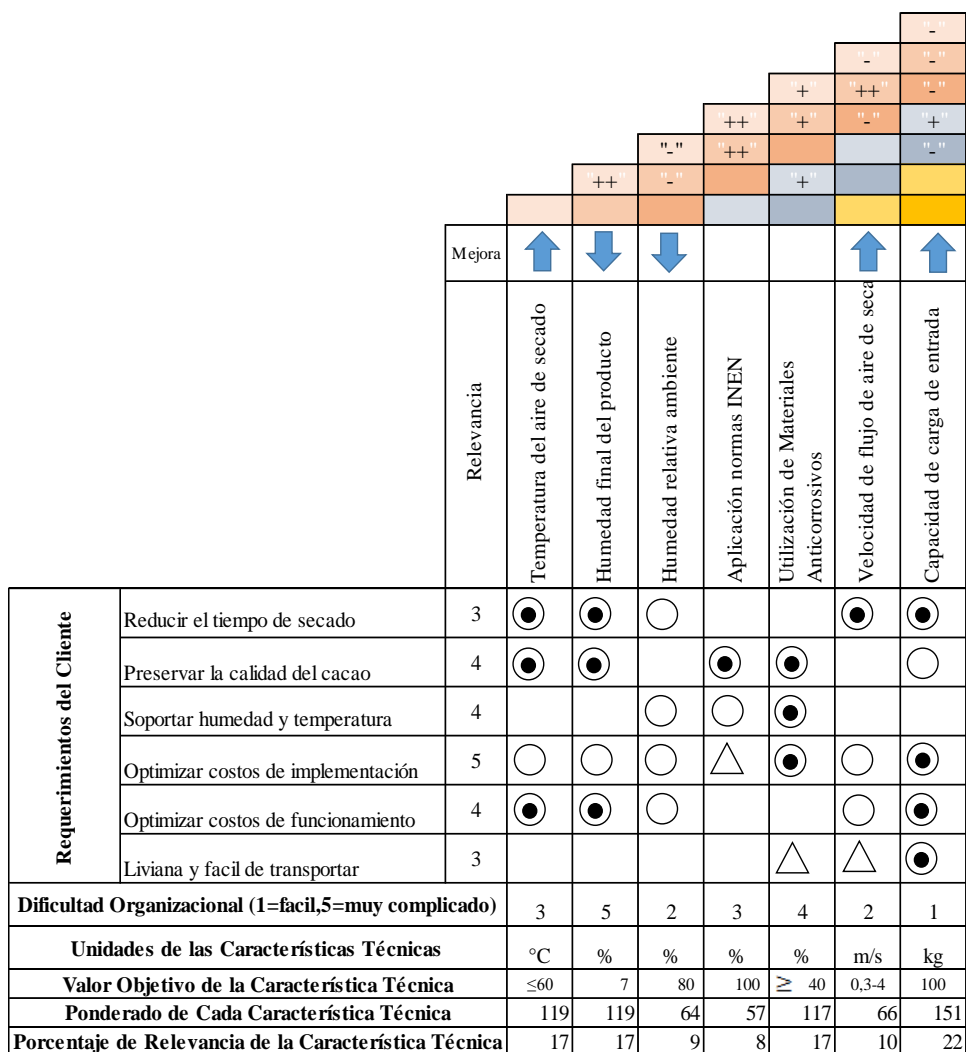 "-"
"-" "-"
"+" "++" "-"
"++" "+" "-" "+"
"-" "++" "-"
"++" "-" "+"
Mejora
Relevancia
Temperatura del aire de secado
Humedad final del producto
Humedad relativa ambiente
Aplicación normas INEN
Utilización de Materiales
Anticorrosivos
Velocidad de flujo de aire de seca
Capacidad de carga de entrada
Requerimientos del Cliente
Reducir el tiempo de secado 3
Preservar la calidad del cacao 4
Soportar humedad y temperatura 4
Optimizar costos de implementación 5
Optimizar costos de funcionamiento 4
Liviana y facil de transportar 3
Dificultad Organizacional (1=facil,5=muy complicado) 3 5 2 3 4 2 1
Unidades de las Características Técnicas °C % % % % m/s kg
Valor Objetivo de la Característica Técnica ≤60 7 80 100 ≥ 40 0,3-4 100
Ponderado de Cada Característica Técnica 119 119 64 57 117 66 151
Porcentaje de Relevancia de la Característica Técnica 17 17 9 8 17 10 22